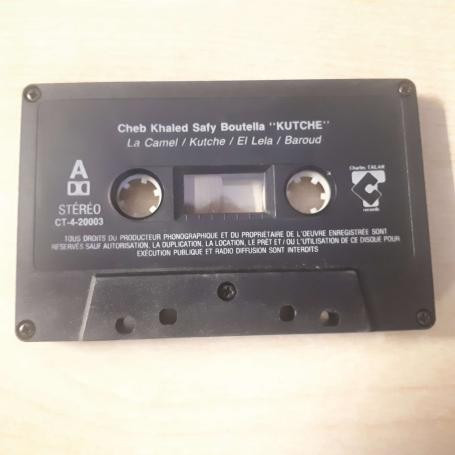 Cheb Khaled Safy Boutella "KUTCHE"
La Camel / Kutche / El Lela / Baroud
A
STÉRÉO
CT-4-20003
Charles TALAR
records
TOUS DROITS DU PRODUCTEUR PHONOGRAPHIQUE ET DU PROPRIÉTAIRE DE L'OEUVRE ENREGISTRÉE SONT
RÉSERVÉS SAUF AUTORISATION, LA DUPLICATION, LA LOCATION, LE PRÊT ET / OU L'UTILISATION DE CE DISQUE POUR
EXÉCUTION PUBLIQUE ET RADIO DIFFUSION SONT INTERDITS